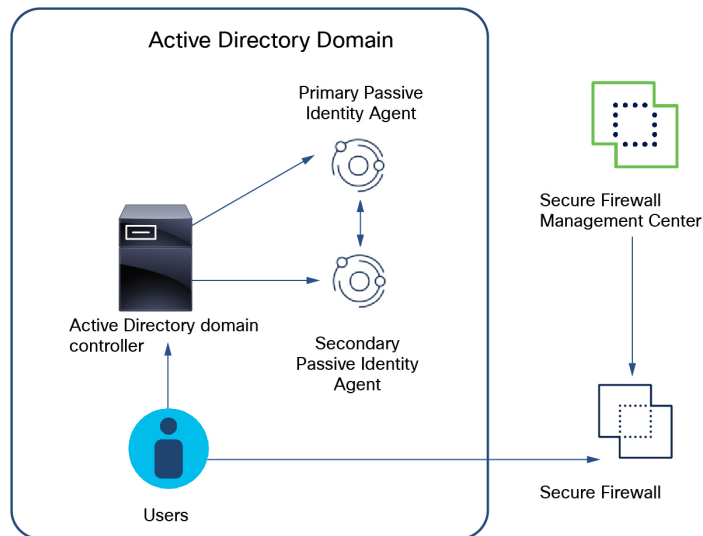 Active Directory Domain
Primary Passive
Identity Agent
Secure Firewall
Management Center
Active Directory domain
controller
Secondary
Passive Identity
Agent
Users
Secure Firewall